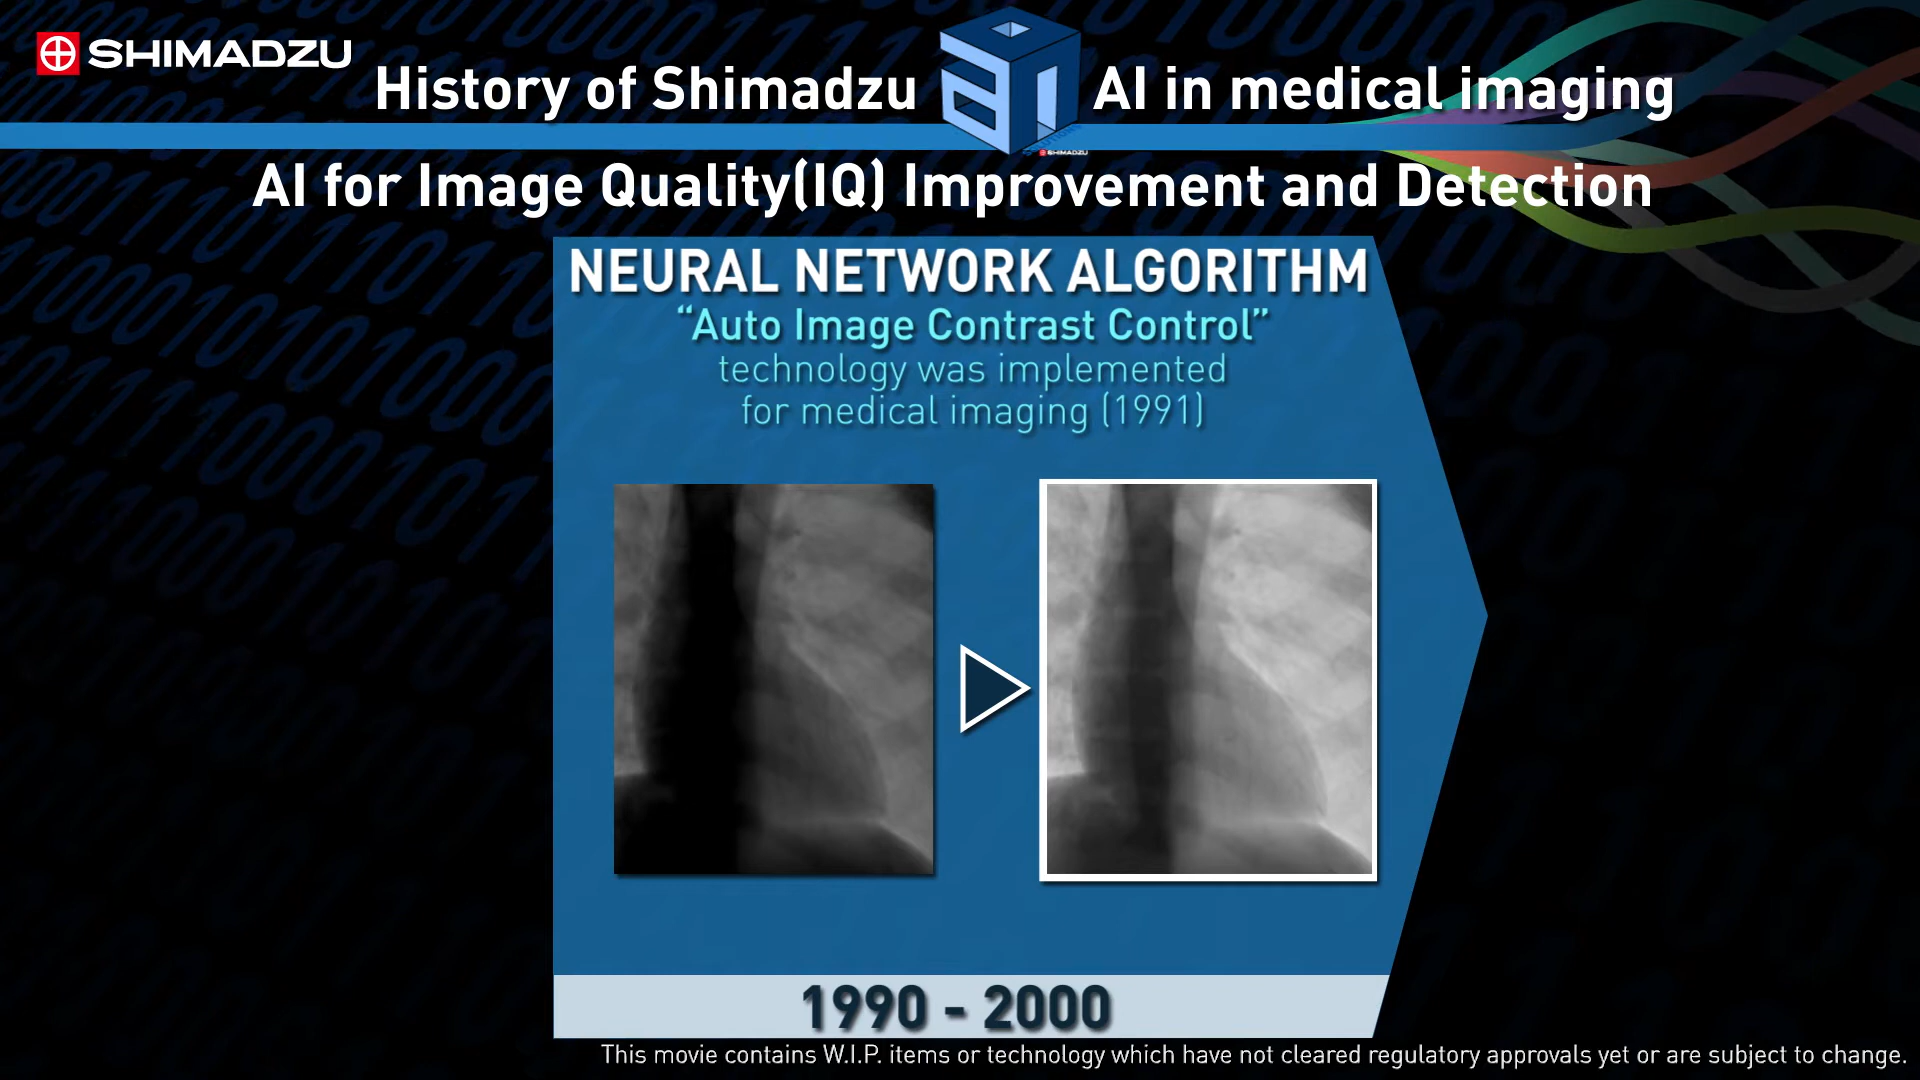 SHIMADZU
History of Shimadzu ai AI in medical imaging
SHIMADZU
AI for Image Quality(IQ) Improvement and Detection
NEURAL NETWORK ALGORITHM
“Auto Image Contrast Control”
technology was implemented
for medical imaging (1991)
1990 - 2000
This movie contains W.I.P. items or technology which have not cleared regulatory approvals yet or are subject to change.